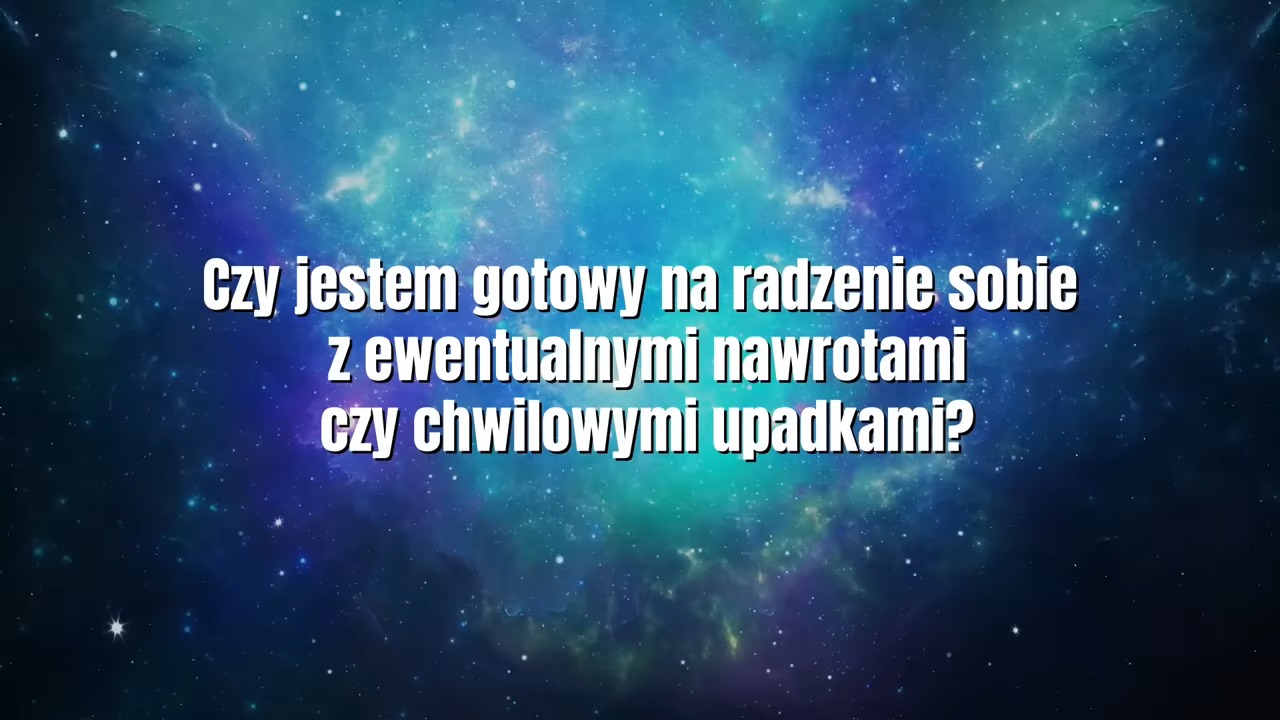 Czy jestem gotowy na radzenie sobie
z ewentualnymi nawrotami
czy chwilowymi upadkami?